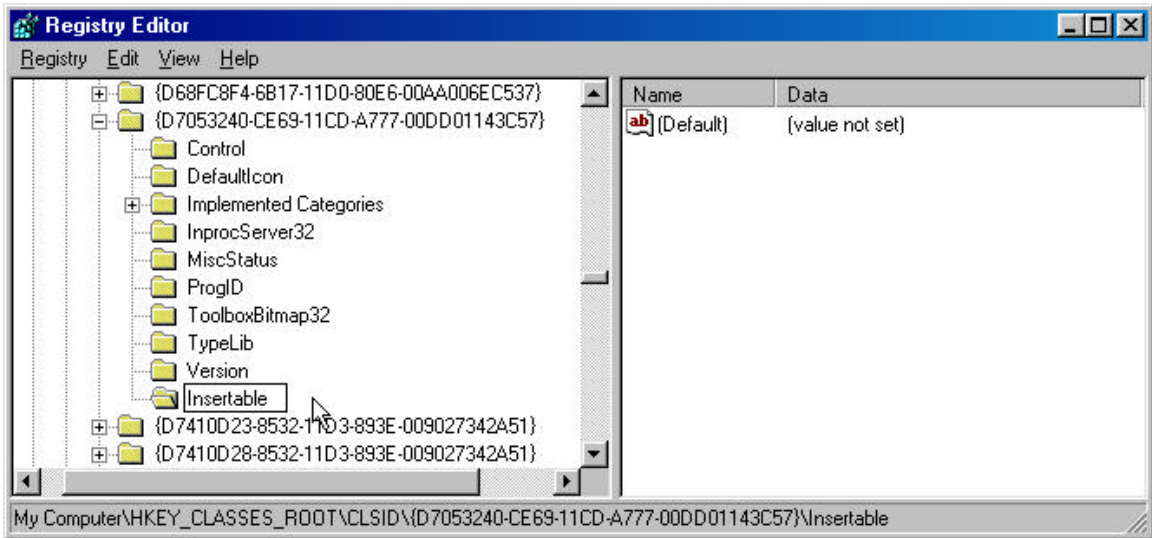 Registry Editor
Registry Edit View Help
{D68FC8F4-6B17-11D0-80E6-00AA006EC537}
{D7053240-CE69-11CD-A777-00DD01143C57}
Control
DefaultIcon
Implemented Categories
InprocServer32
MiscStatus
ProgID
ToolboxBitmap32
TypeLib
Version
Insertable
{D7410D23-8532-11D3-893E-009027342A51}
{D7410D28-8532-11D3-893E-009027342A51}
Name Data
ab (Default) (value not set)
My Computer\HKEY_CLASSES_ROOT\CLSID\{D7053240-CE69-11CD-A777-00DD01143C57}\Insertable